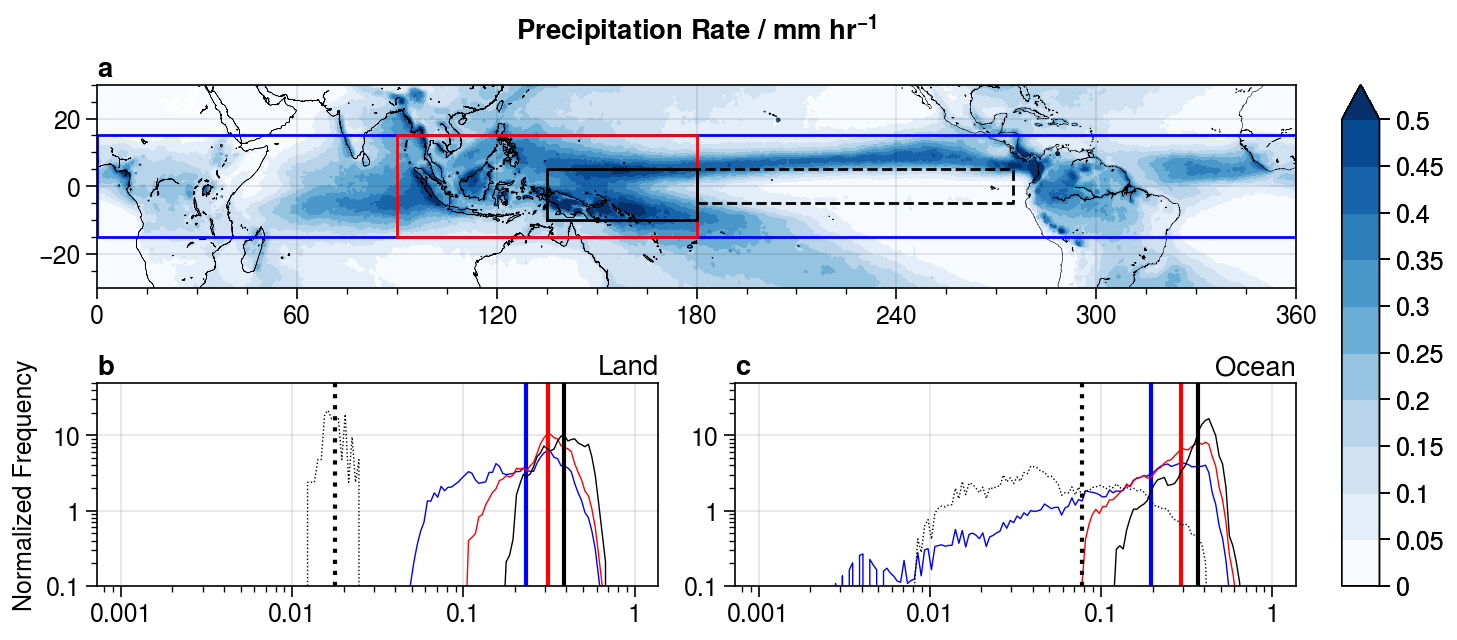 Precipitation Rate / mm hr⁻¹
a
20
0
−20
0 60 120 180 240 300 360
0.5
0.45
0.4
0.35
0.3
0.25
0.2
0.15
0.1
0.05
0
b Land
Normalized Frequency
10
1
0.1
0.001 0.01 0.1 1
c Ocean
10
1
0.1
0.001 0.01 0.1 1